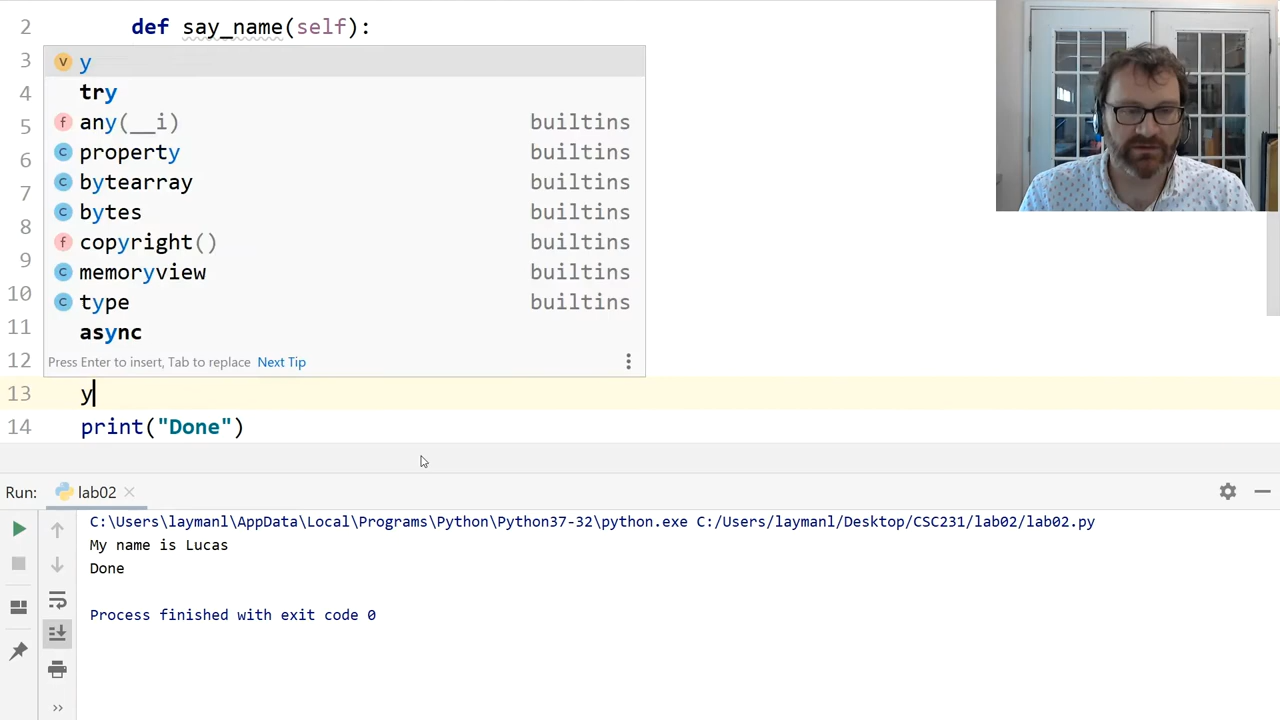 2 def say_name(self):
3 v y
4 try
5 f any(__i) builtins
6 c property builtins
7 c bytearray builtins
8 c bytes builtins
9 f copyright() builtins
10 c memoryview builtins
11 c type builtins
12 async
Press Enter to insert, Tab to replace Next Tip
13 y
14 print("Done")
Run: lab02
C:\Users\laymanl\AppData\Local\Programs\Python\Python37-32\python.exe C:/Users/laymanl/Desktop/CSC231/lab02/lab02.py
My name is Lucas
Done
Process finished with exit code 0